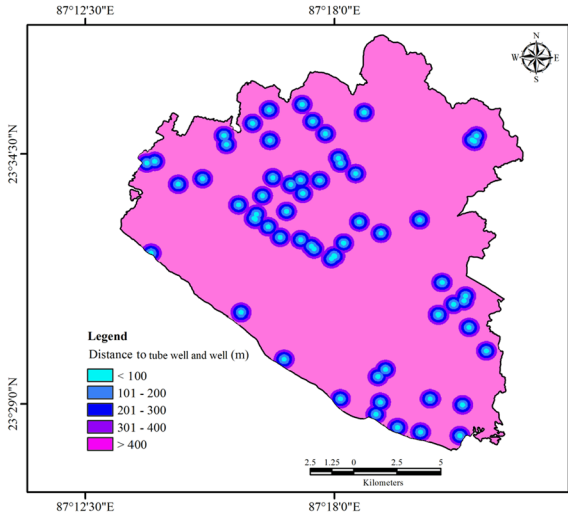 87°12'30"E 87°18'0"E
N
W E
S
23°34'30"N
23°29'0"N
Legend
Distance to tube well and well (m)
< 100
101 - 200
201 - 300
301 - 400
> 400
2.5 1.25 0 2.5 5
Kilometers
87°12'30"E 87°18'0"E